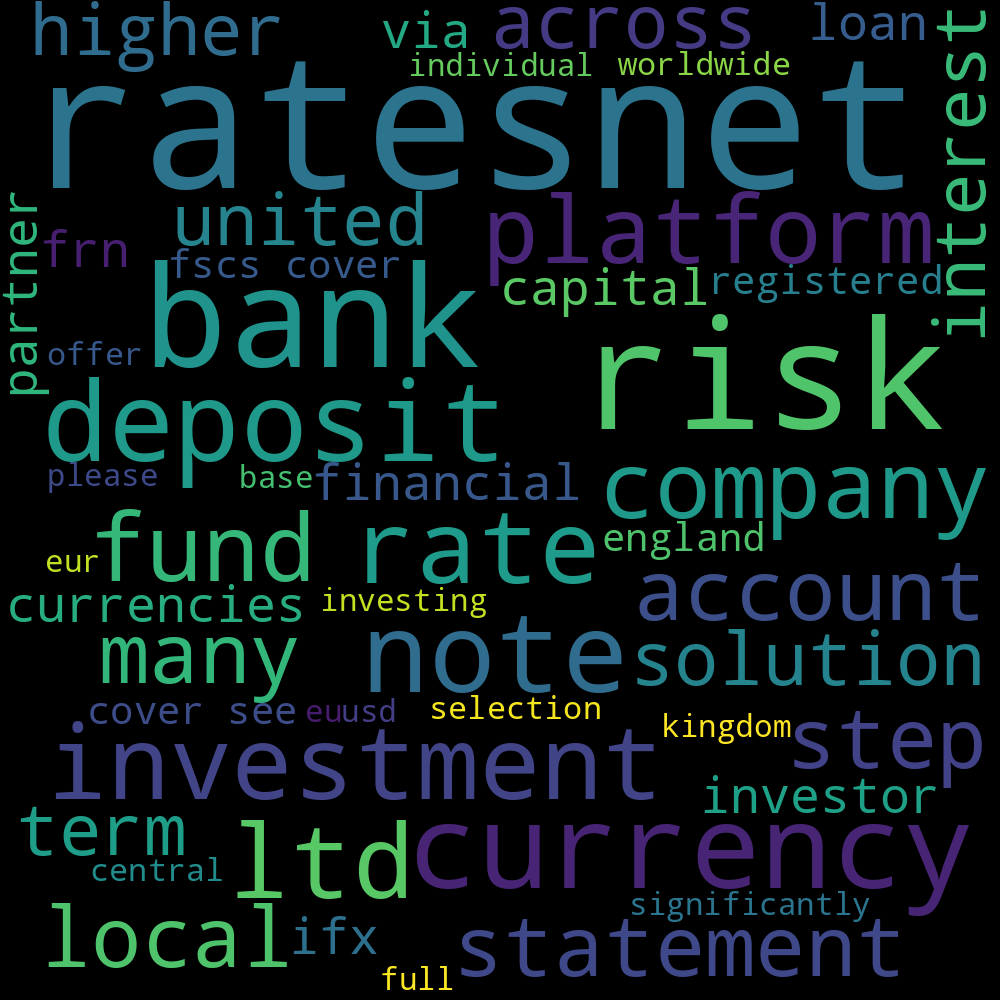 higher
via
across
loan
individual
worldwide
ratesnet
interest
partner
united
platform
frn
fscs cover
capital
registered
bank
offer
risk
deposit
please
base
financial
company
fund
rate
england
eur
account
currencies
investing
many
note
solution
cover see
eu
usd
selection
kingdom
step
investment
investor
term
ltd
currency
central
significantly
local
ifx
statement
full